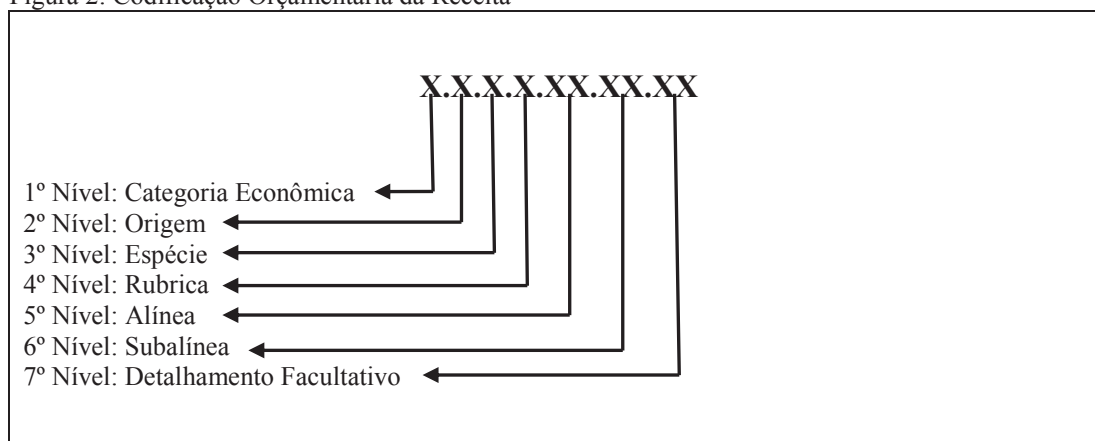 Figura 2: Codificação Orçamentária da Receita
X.X.X.X.XX.XX.XX
1º Nível: Categoria Econômica
2º Nível: Origem
3º Nível: Espécie
4º Nível: Rubrica
5º Nível: Alínea
6º Nível: Subalínea
7º Nível: Detalhamento Facultativo